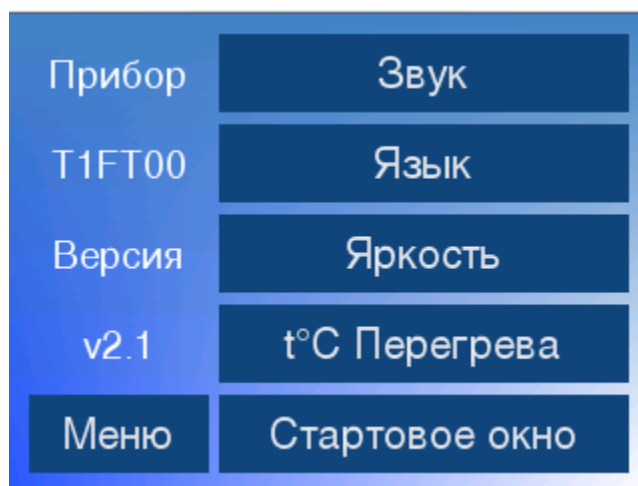 Прибор Звук
T1FT00 Язык
Версия Яркость
v2.1 t°C Перегрева
Меню Стартовое окно